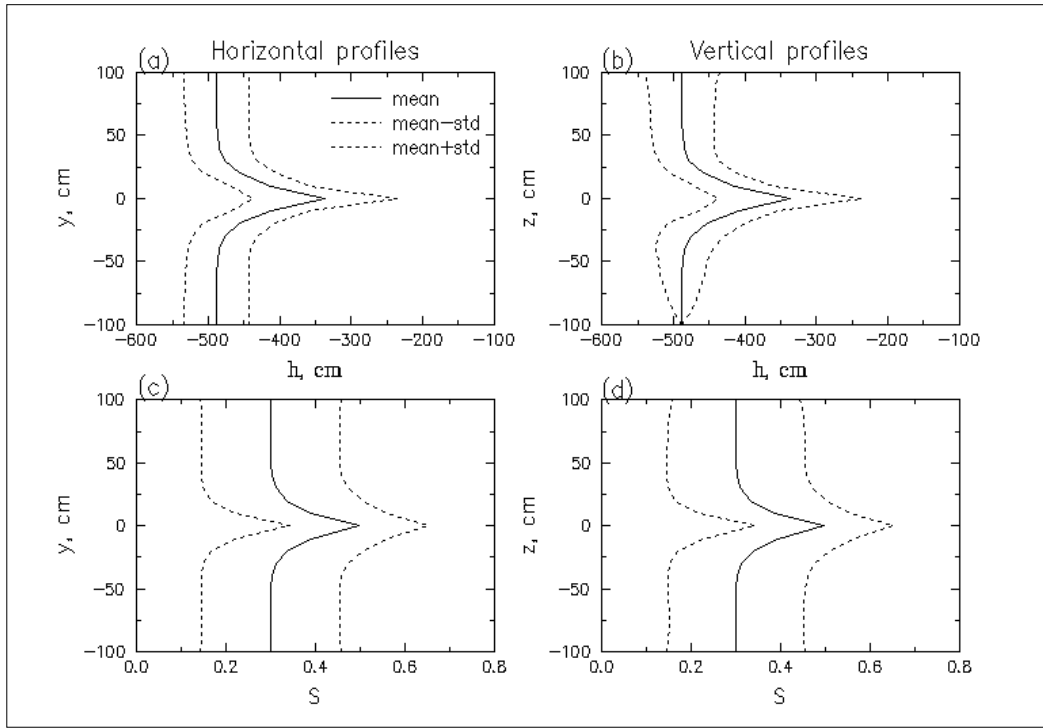 Horizontal profiles
Vertical profiles
(a)
100
50
0
−50
−100
y, cm
mean
mean−std
mean+std
−600 −500 −400 −300 −200 −100
h, cm
(b)
100
50
0
−50
−100
z, cm
−600 −500 −400 −300 −200 −100
h, cm
(c)
100
50
0
−50
−100
y, cm
0.0 0.2 0.4 0.6 0.8
S
(d)
100
50
0
−50
−100
z, cm
0.0 0.2 0.4 0.6 0.8
S